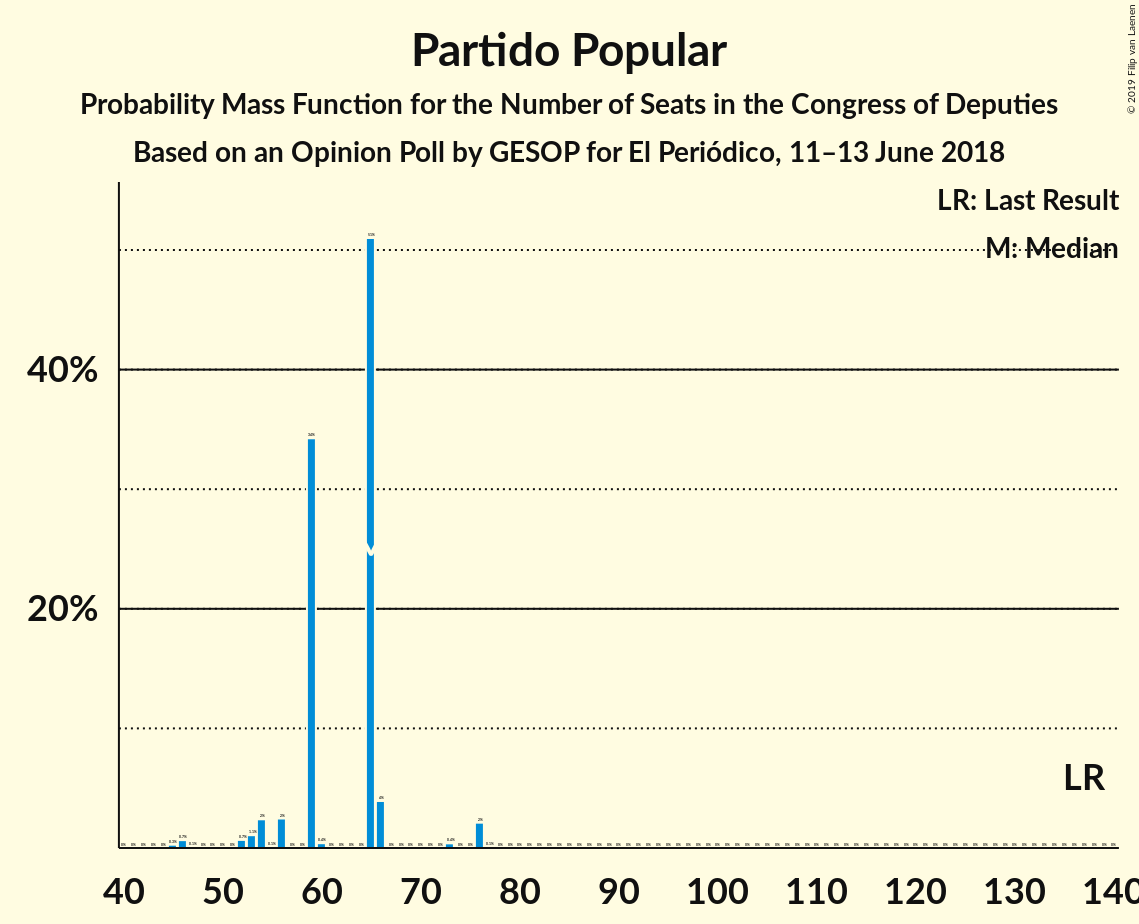 Partido Popular
Probability Mass Function for the Number of Seats in the Congress of Deputies
Based on an Opinion Poll by GESOP for El Periódico, 11–13 June 2018
© 2019 Filip van Laenen
LR: Last Result
M: Median
40%
20%
LR
40 50 60 70 80 90 100 110 120 130 140